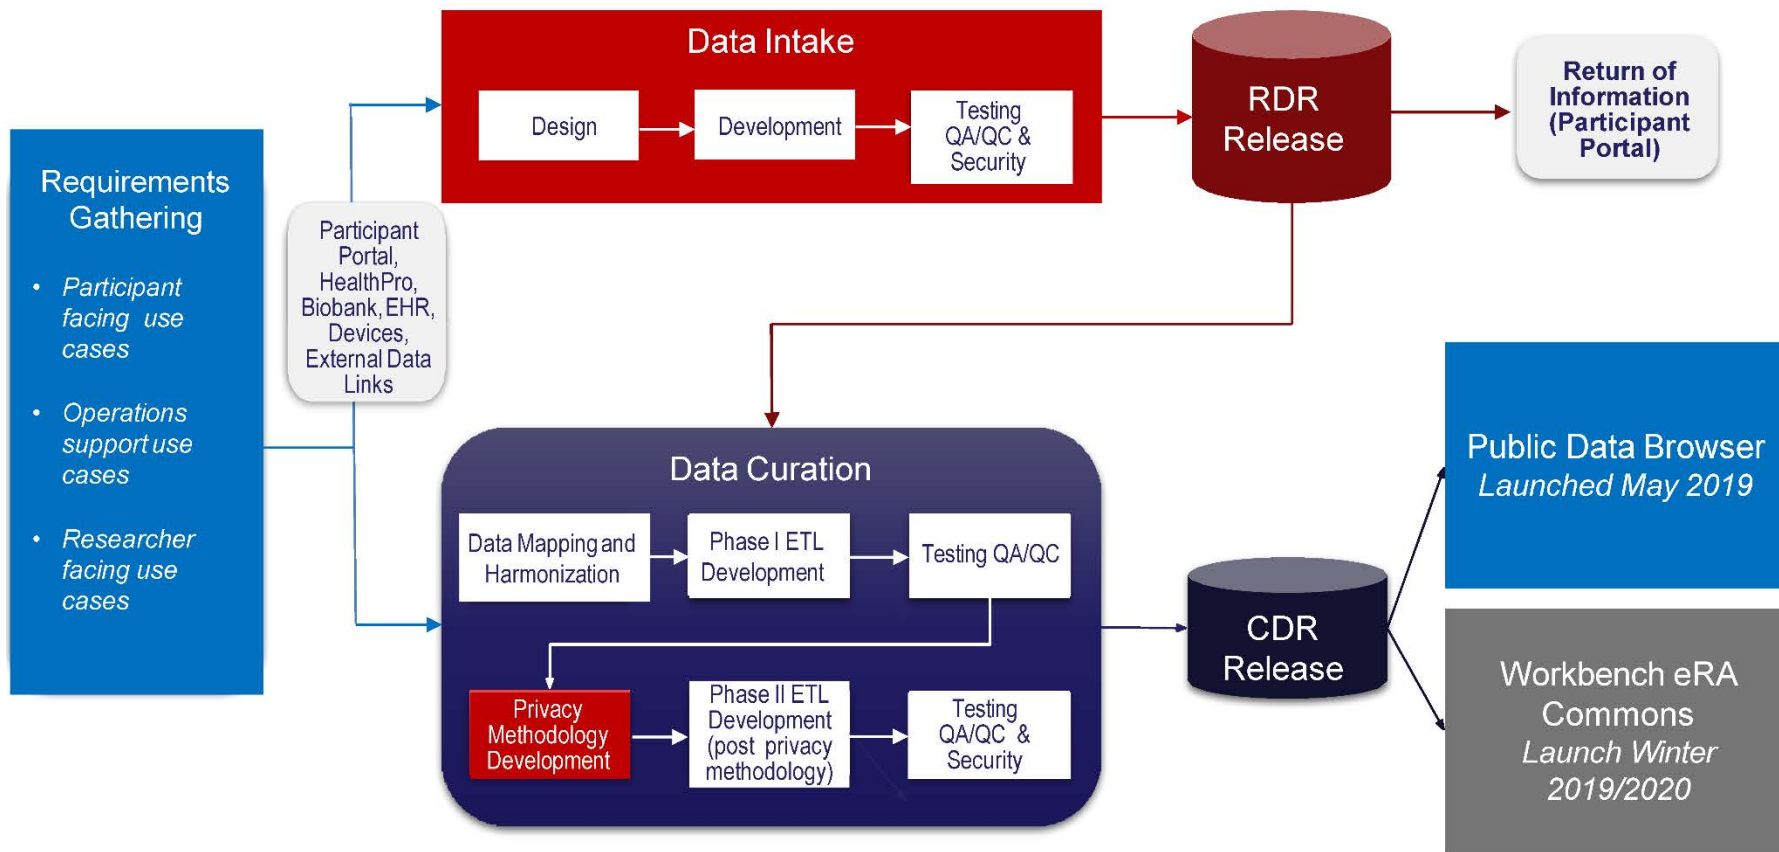 Requirements
Gathering
• Participant
facing use
cases
• Operations
support use
cases
• Researcher
facing use
cases
Participant
Portal,
HealthPro,
Biobank, EHR,
Devices,
External Data
Links
Data Intake
Design
Development
Testing
QA/QC &
Security
RDR
Release
Return of
Information
(Participant
Portal)
Data Curation
Data Mapping and
Harmonization
Phase I ETL
Development
Testing QA/QC
Privacy
Methodology
Development
Phase II ETL
Development
(post privacy
methodology)
Testing
QA/QC &
Security
CDR
Release
Public Data Browser
Launched May 2019
Workbench eRA
Commons
Launch Winter
2019/2020